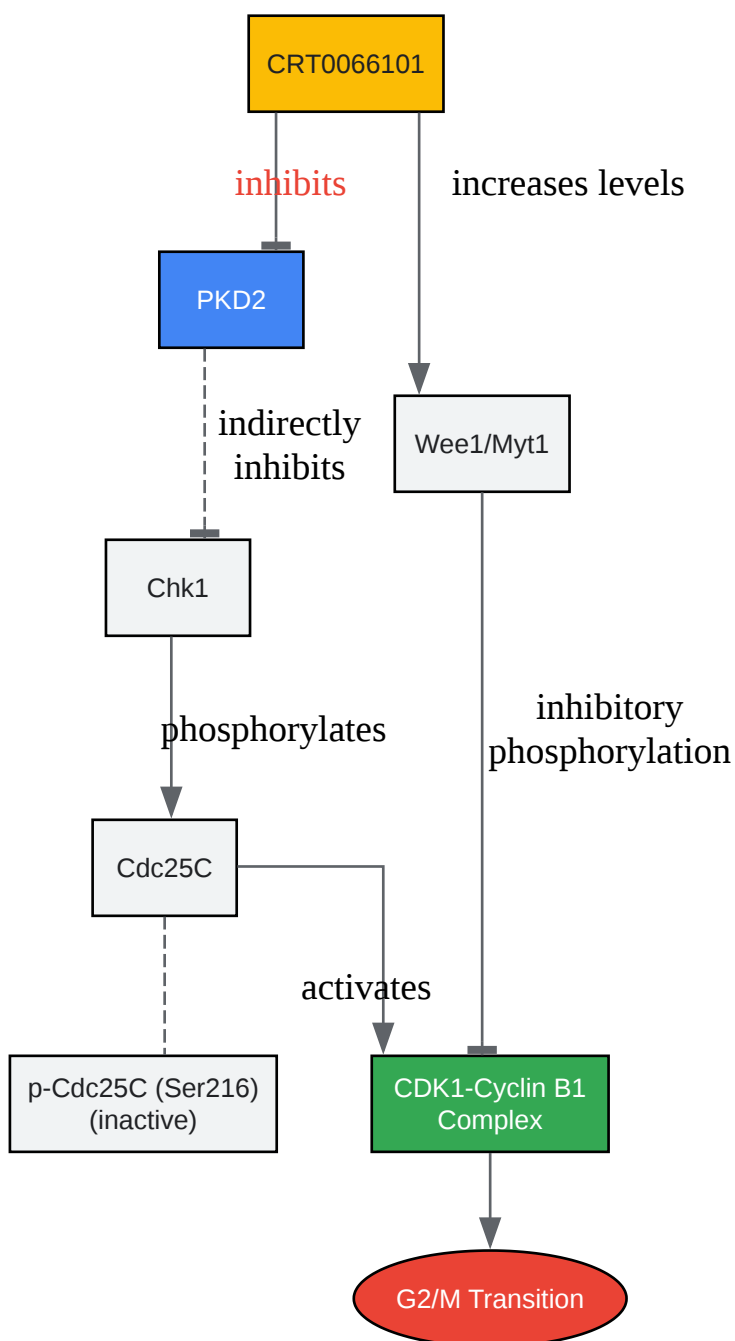 CRT0066101
inhibits
increases levels
PKD2
indirectly
inhibits
Wee1/Myt1
Chk1
phosphorylates
inhibitory
phosphorylation
Cdc25C
activates
p-Cdc25C (Ser216)
(inactive)
CDK1-Cyclin B1
Complex
G2/M Transition